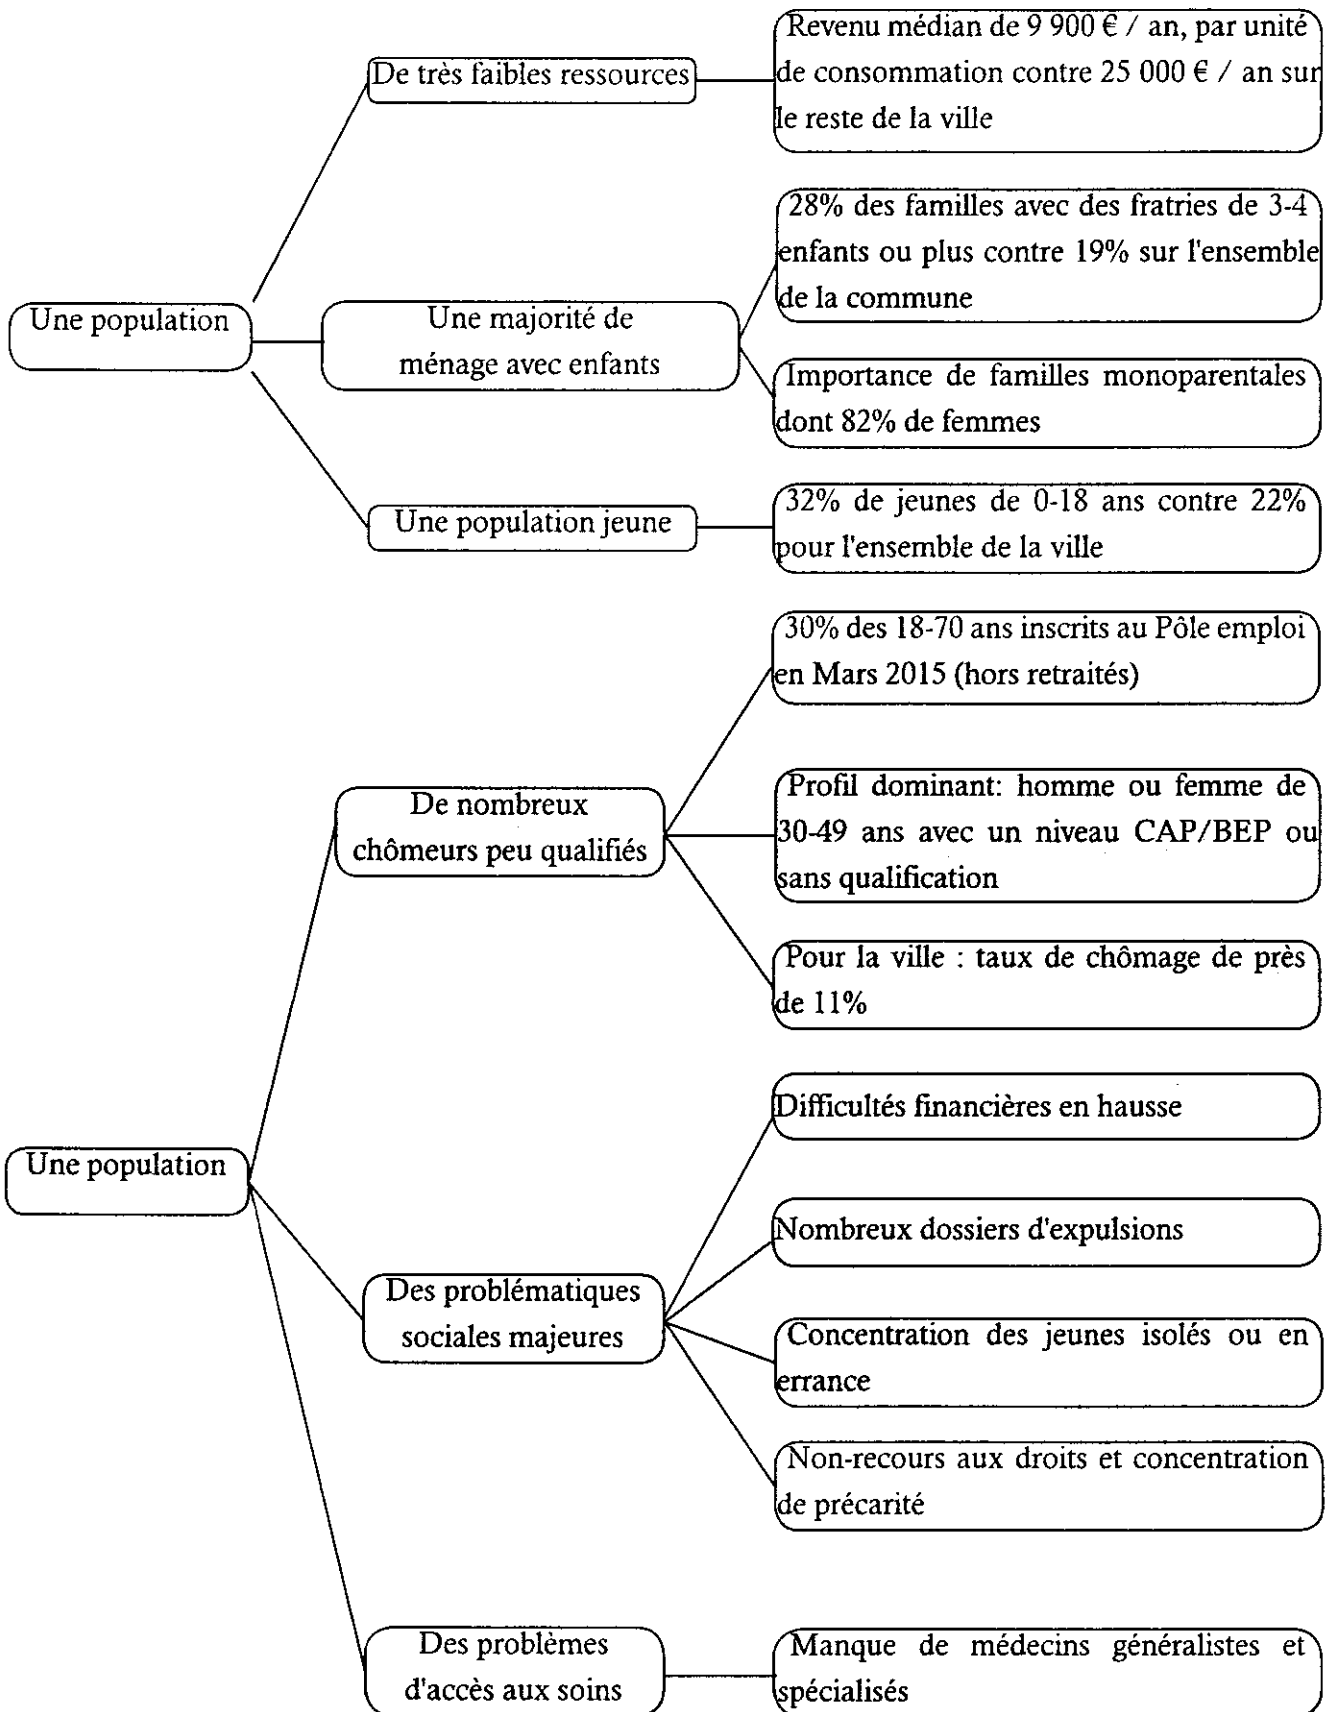 Une population
De très faibles ressources
Revenu médian de 9 900 € / an, par unité
de consommation contre 25 000 € / an sur
le reste de la ville
Une majorité de
ménage avec enfants
28% des familles avec des fratries de 3-4
enfants ou plus contre 19% sur l'ensemble
de la commune
Importance de familles monoparentales
dont 82% de femmes
Une population jeune
32% de jeunes de 0-18 ans contre 22%
pour l'ensemble de la ville
Une population
De nombreux
chômeurs peu qualifiés
30% des 18-70 ans inscrits au Pôle emploi
en Mars 2015 (hors retraités)
Profil dominant: homme ou femme de
30-49 ans avec un niveau CAP/BEP ou
sans qualification
Pour la ville : taux de chômage de près
de 11%
Des problématiques
sociales majeures
Difficultés financières en hausse
Nombreux dossiers d'expulsions
Concentration des jeunes isolés ou en
errance
Non-recours aux droits et concentration
de précarité
Des problèmes
d'accès aux soins
Manque de médecins généralistes et
spécialisés